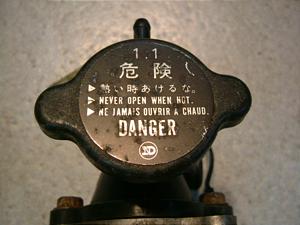 1.1
危険
▶ 熱い時あけるな。
▶ NEVER OPEN WHEN HOT.
▶ NE JAMAIS OUVRIR A CHAUD.
DANGER
ND